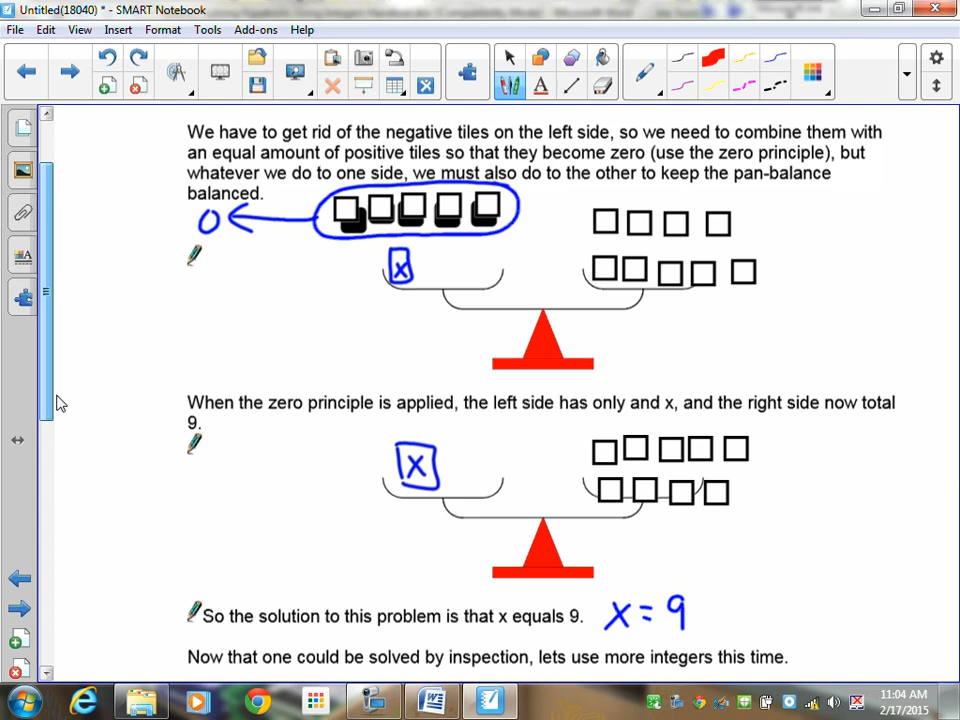 Untitled(18040) * - SMART Notebook
File Edit View Insert Format Tools Add-ons Help
We have to get rid of the negative tiles on the left side, so we need to combine them with
an equal amount of positive tiles so that they become zero (use the zero principle), but
whatever we do to one side, we must also do to the other to keep the pan-balance
balanced.
0
x
When the zero principle is applied, the left side has only and x, and the right side now total
9.
x
So the solution to this problem is that x equals 9. x = 9
Now that one could be solved by inspection, lets use more integers this time.
11:04 AM
2/17/2015